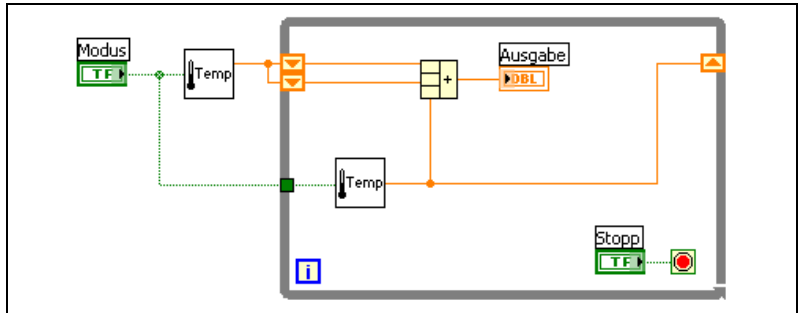 Modus
TF
Temp
Ausgabe
+
DBL
Temp
Stopp
TF
i